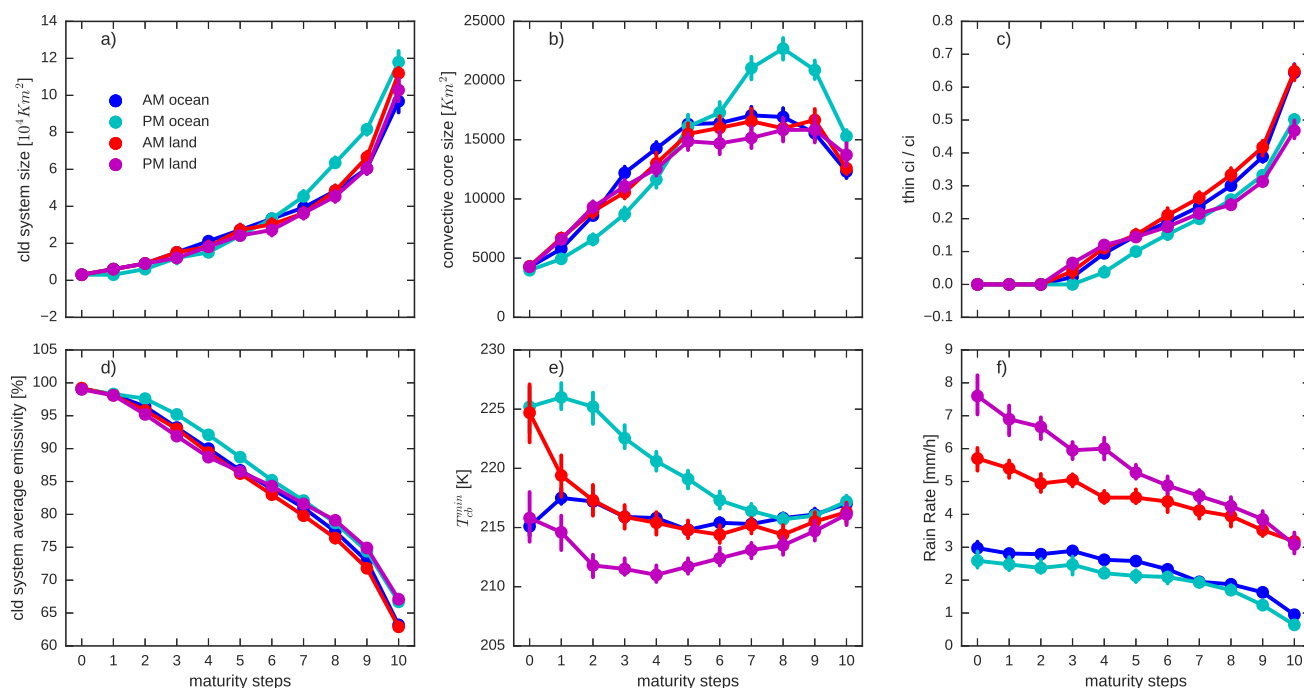 a)
cld system size [10⁴Km²]
14
12
10
8
6
4
2
0
−2
AM ocean
PM ocean
AM land
PM land
b)
convective core size [Km²]
25000
20000
15000
10000
5000
0
c)
thin ci / ci
0.8
0.7
0.6
0.5
0.4
0.3
0.2
0.1
0.0
−0.1
d)
cld system average emissivity [%]
105
100
95
90
85
80
75
70
65
60
0 1 2 3 4 5 6 7 8 9 10
maturity steps
e)
T_{cb}^{min} [K]
230
225
220
215
210
205
0 1 2 3 4 5 6 7 8 9 10
maturity steps
f)
Rain Rate [mm/h]
9
8
7
6
5
4
3
2
1
0
0 1 2 3 4 5 6 7 8 9 10
maturity steps